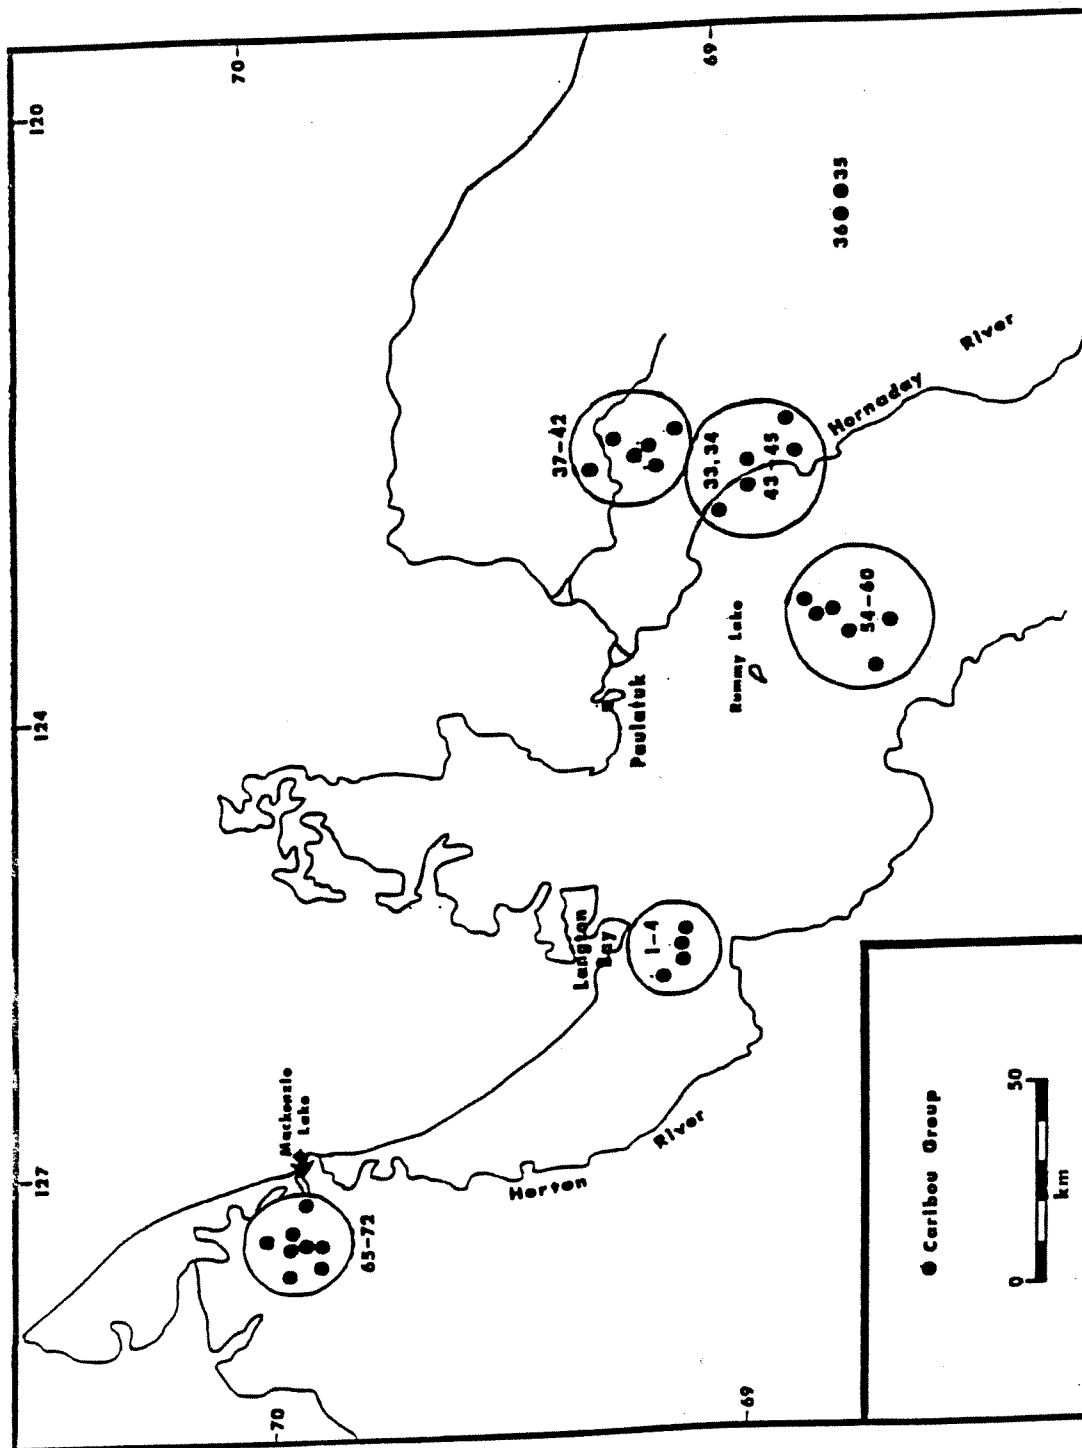 127
124
120
70
70
69
69
Mackenzie
Lake
65-72
Langton
Bay
1-4
Horton
River
Paulatuk
Rummy Lake
37-42
33,34
43-45
54-60
Hornaday
River
36
35
Caribou Group
0
50
km